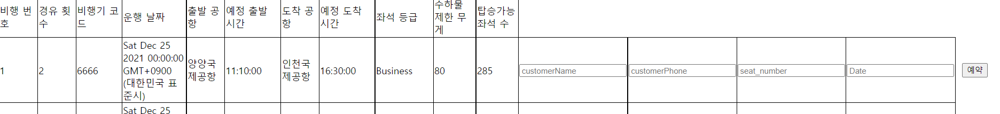 비행 번
호
경유 횟
수
비행기 코
드
운행 날짜
출발 공
항
예정 출발
시간
도착 공
항
예정 도착
시간
좌석 등급
수하물
제한 무
게
탑승가능
좌석 수
1
2
6666
Sat Dec 25
2021 00:00:00
GMT+0900
(대한민국 표
준시)
양양국
제공항
11:10:00
인천국
제공항
16:30:00
Business
80
285
customerName
customerPhone
seat_number
Date
예약
Sat Dec 25